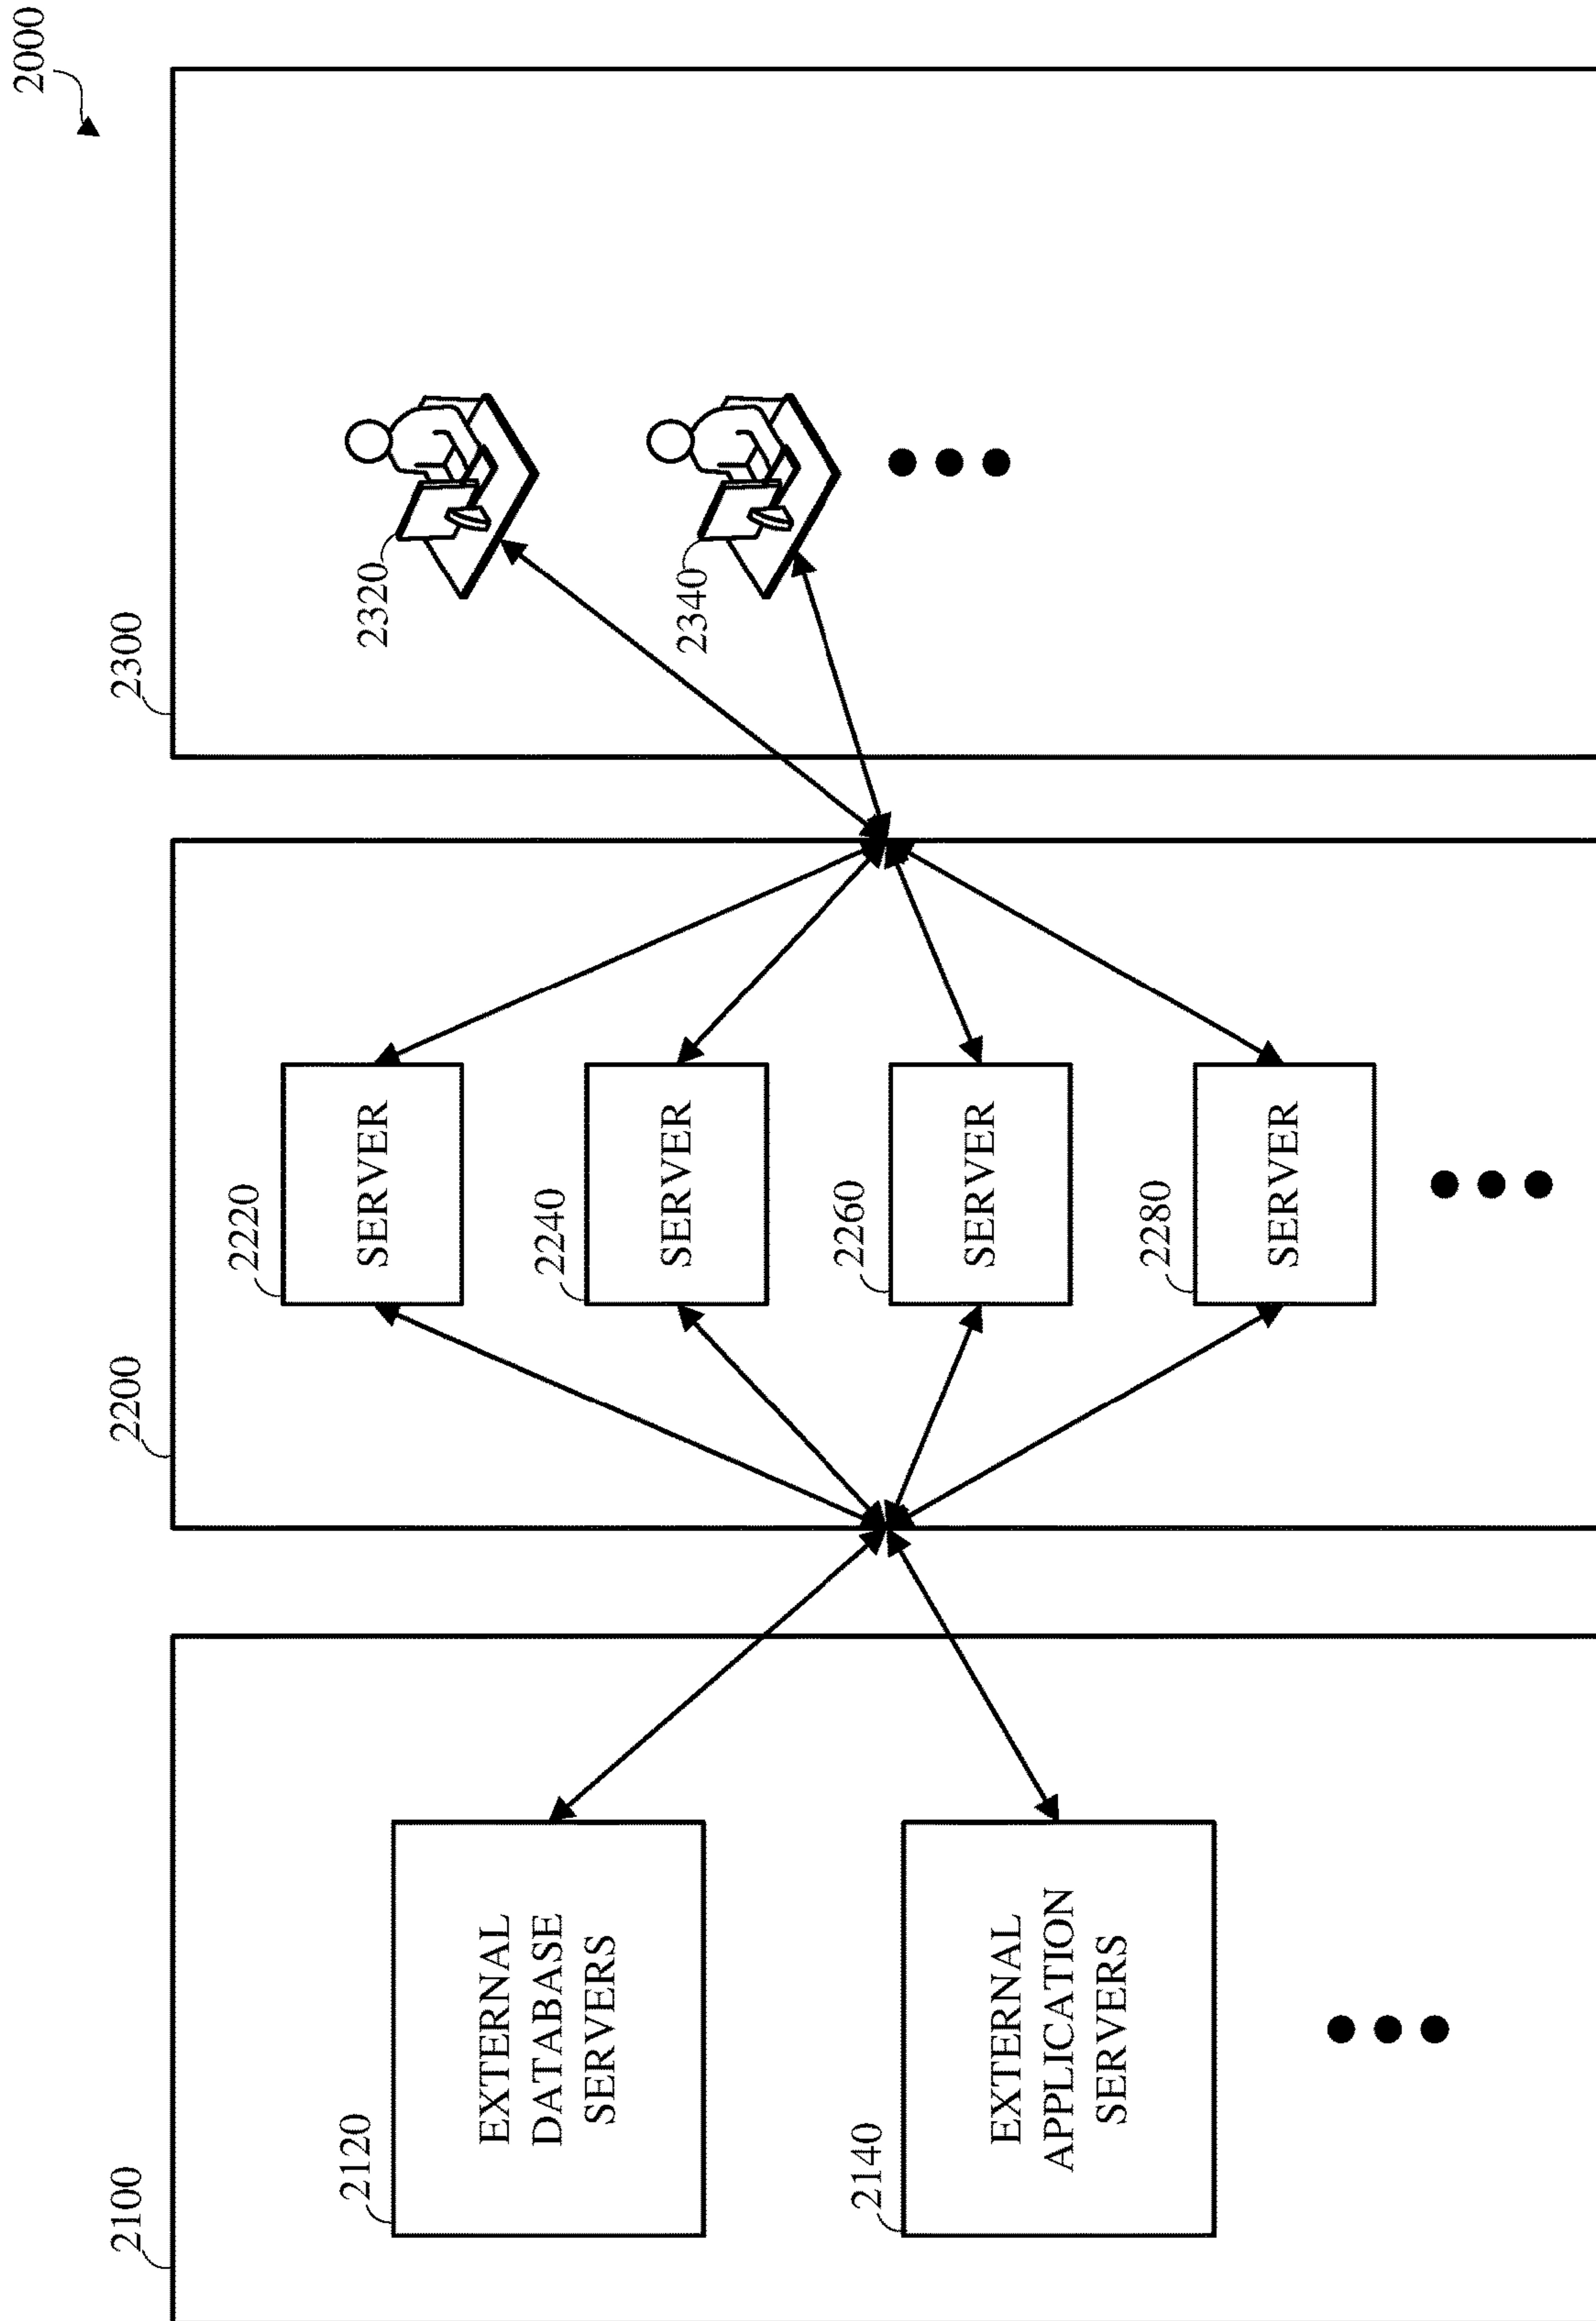 2000
2100
2200
2300
2120
EXTERNAL
DATABASE
SERVERS
2140
EXTERNAL
APPLICATION
SERVERS
2220
SERVER
2240
SERVER
2260
SERVER
2280
SERVER
2320
2340